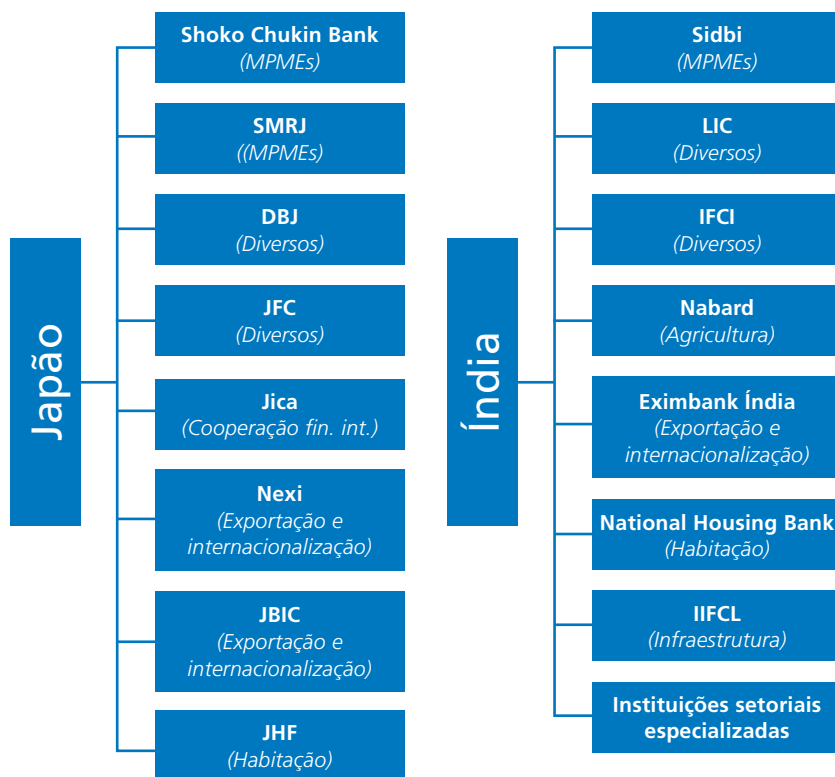 Japão
Shoko Chukin Bank
(MPMEs)
SMRJ
((MPMEs)
DBJ
(Diversos)
JFC
(Diversos)
Jica
(Cooperação fin. int.)
Nexi
(Exportação e
internacionalização)
JBIC
(Exportação e
internacionalização)
JHF
(Habitação)
Índia
Sidbi
(MPMEs)
LIC
(Diversos)
IFCI
(Diversos)
Nabard
(Agricultura)
Eximbank Índia
(Exportação e
internacionalização)
National Housing Bank
(Habitação)
IIFCL
(Infraestrutura)
Instituições setoriais
especializadas